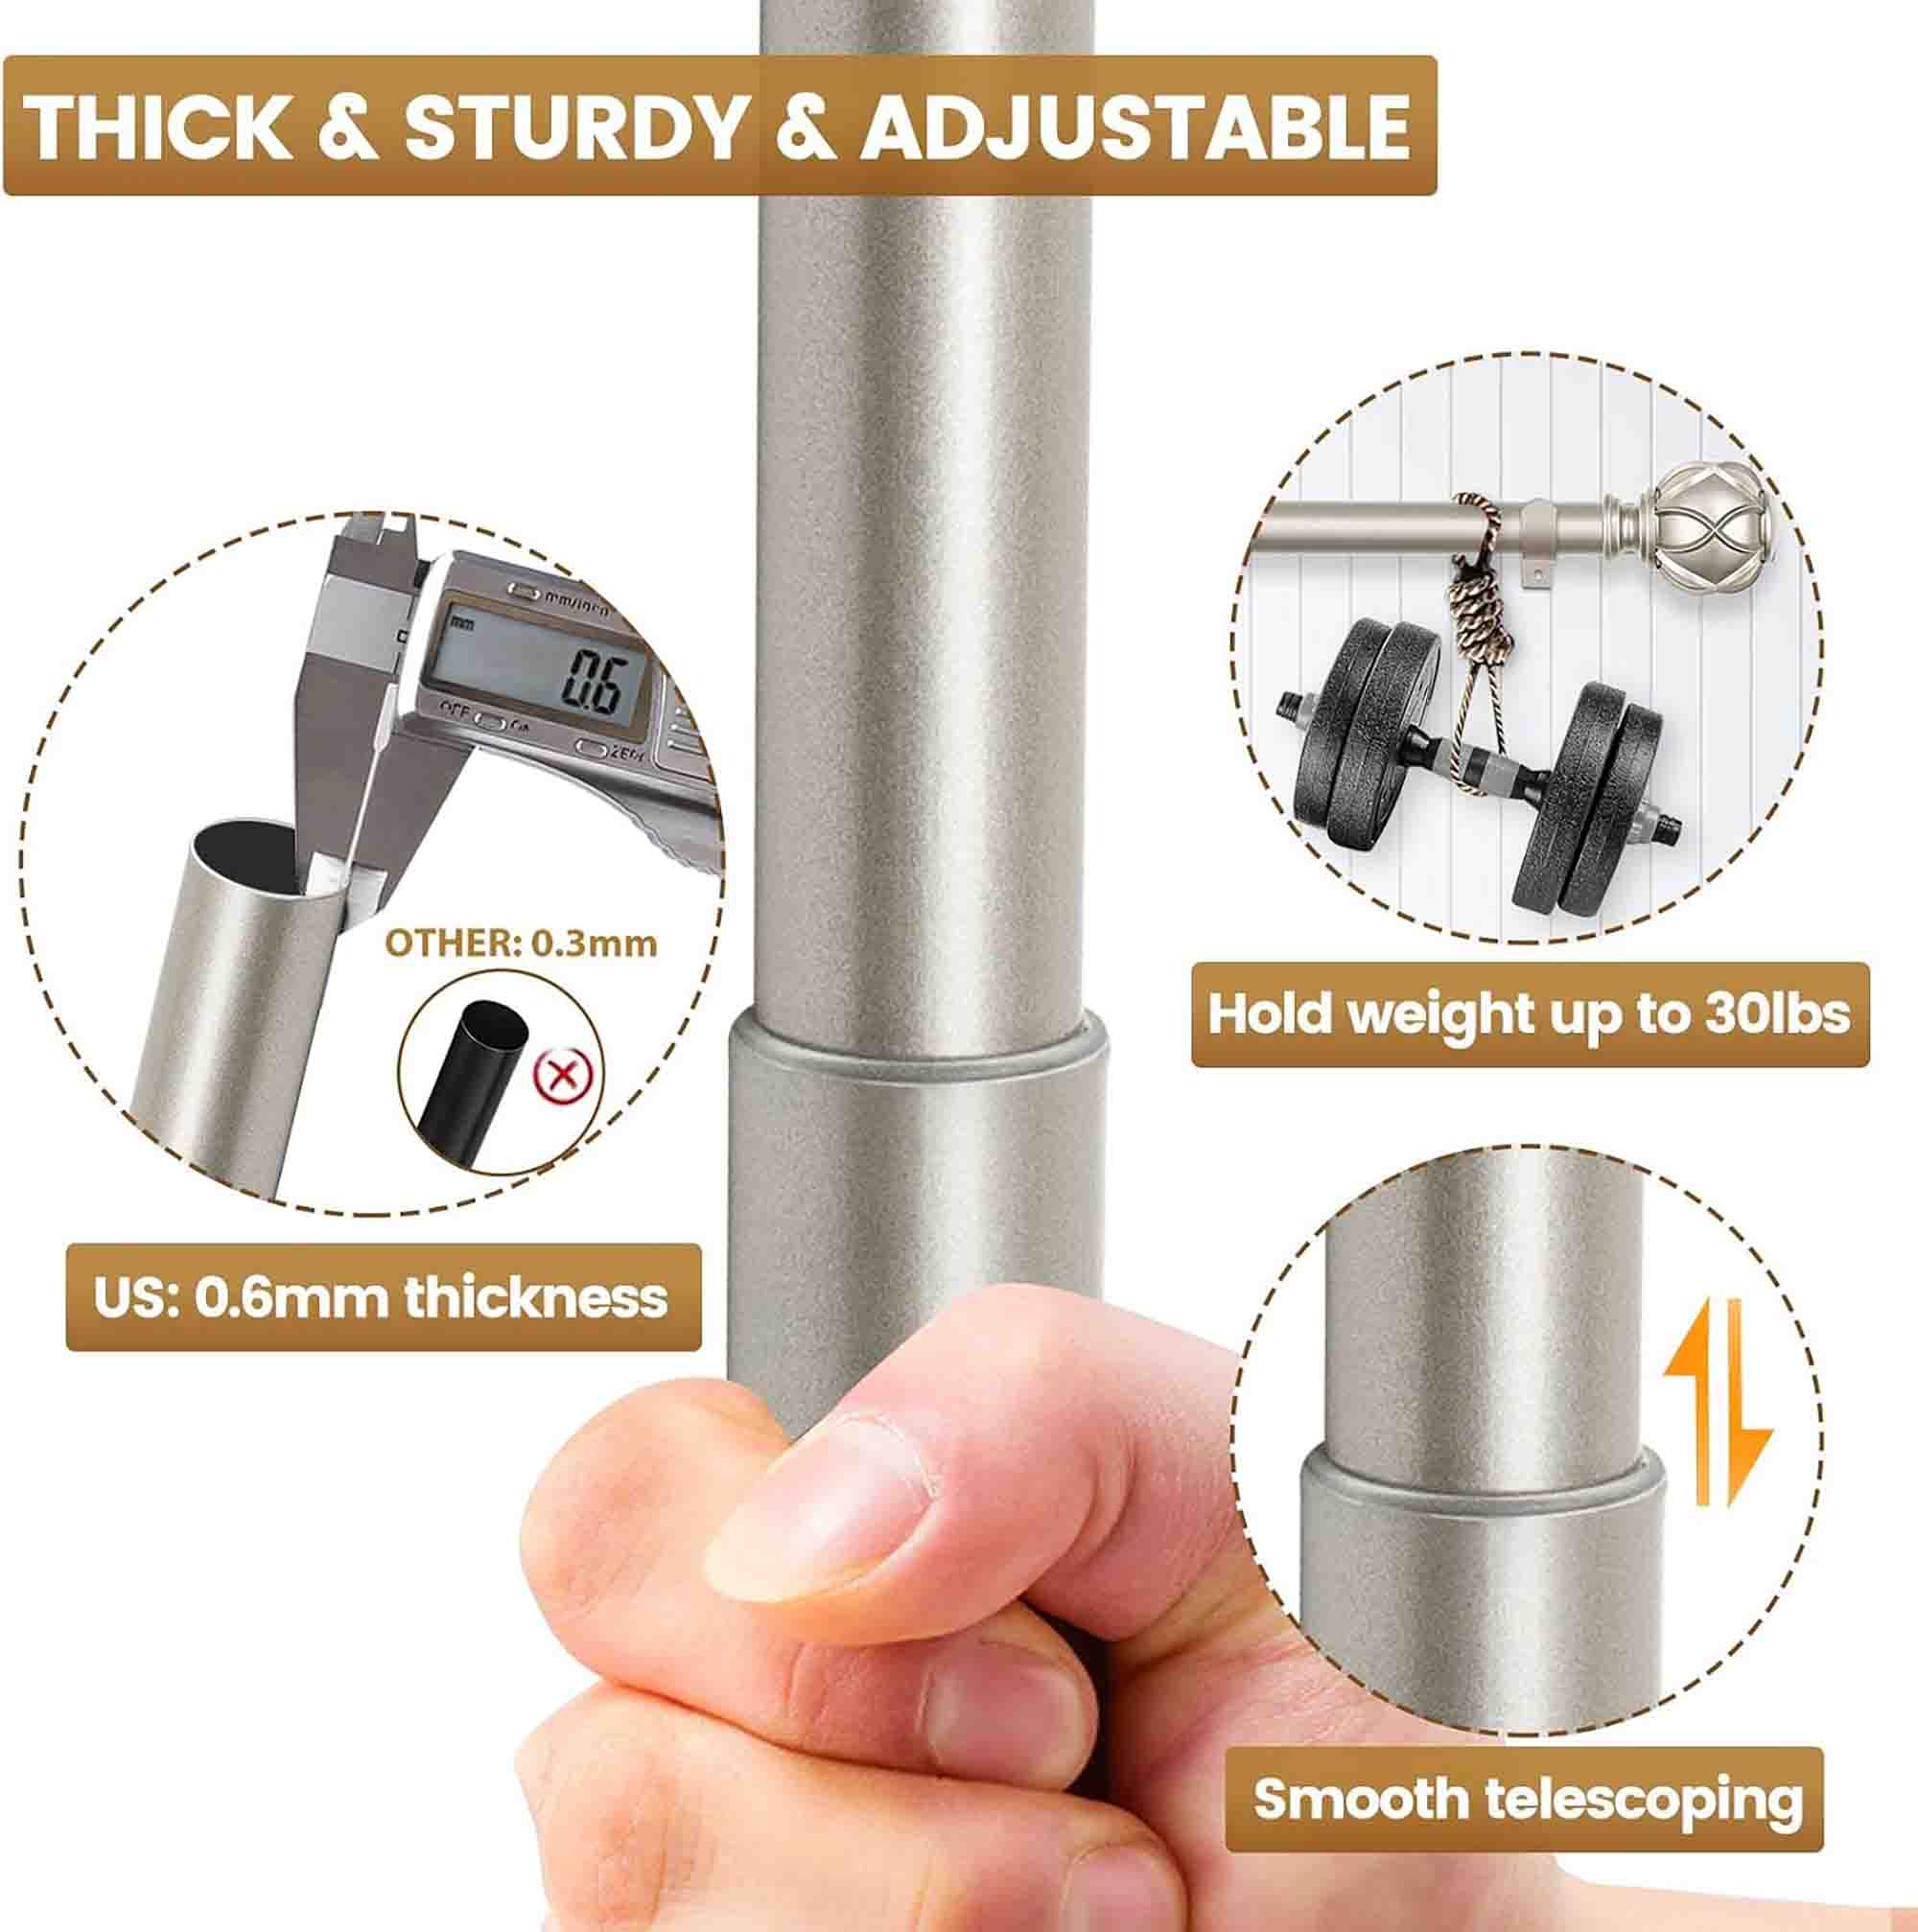 THICK & STURDY & ADJUSTABLE
mm/inch
mm
0.6
OFF
ZERO
OTHER: 0.3mm
Hold weight up to 30lbs
US: 0.6mm thickness
Smooth telescoping